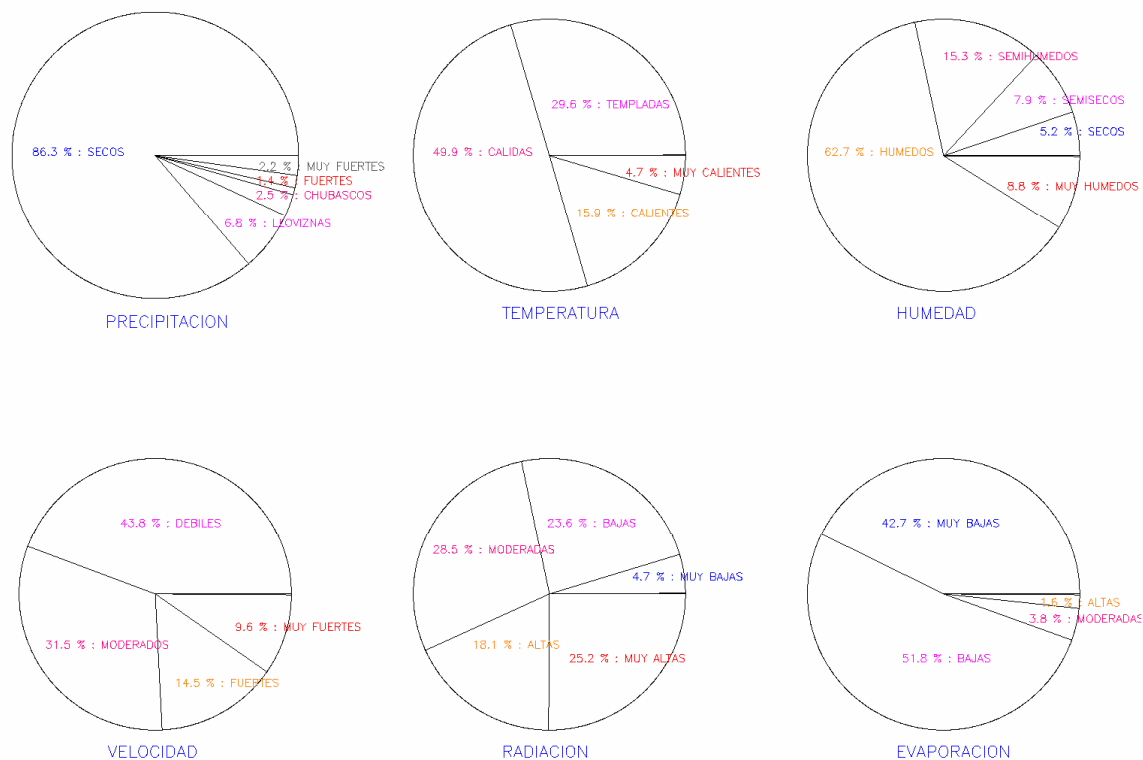 86.3 % : SECOS
2.2 % : MUY FUERTES
1.4 % : FUERTES
2.5 % : CHUBASCOS
6.8 % : LLOVIZNAS
PRECIPITACION
29.6 % : TEMPLADAS
49.9 % : CALIDAS
4.7 % : MUY CALIENTES
15.9 % : CALIENTES
TEMPERATURA
15.3 % : SEMIHUMEDOS
7.9 % : SEMISECOS
5.2 % : SECOS
62.7 % : HUMEDOS
8.8 % : MUY HUMEDOS
HUMEDAD
43.8 % : DEBILES
9.6 % : MUY FUERTES
31.5 % : MODERADOS
14.5 % : FUERTES
VELOCIDAD
23.6 % : BAJAS
28.5 % : MODERADAS
4.7 % : MUY BAJAS
18.1 % : ALTAS
25.2 % : MUY ALTAS
RADIACION
42.7 % : MUY BAJAS
1.6 % : ALTAS
3.8 % : MODERADAS
51.8 % : BAJAS
EVAPORACION